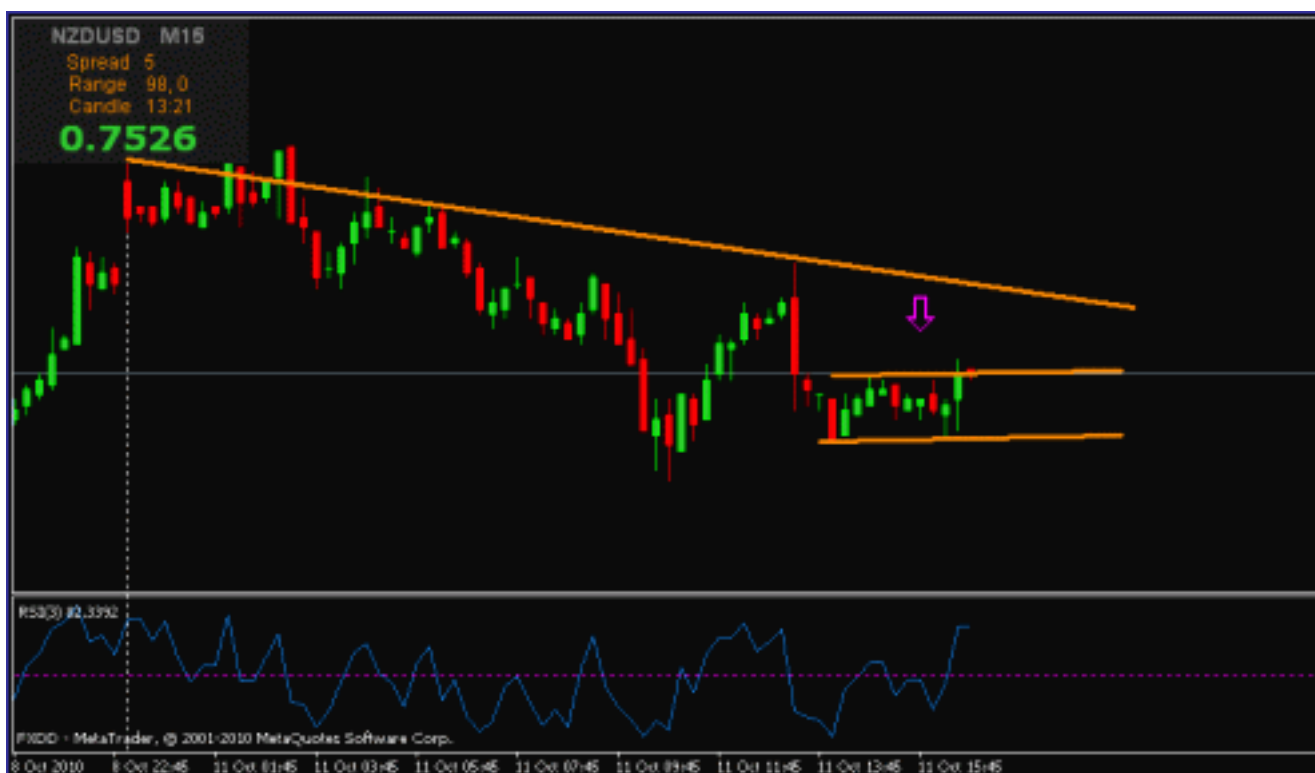 NZDUSD M15
Spread 5
Range 98,0
Candle 13:21
0.7526
RSI(3) 82.3392
FXDD - MetaTrader, © 2001-2010 MetaQuotes Software Corp.
8 Oct 2010 8 Oct 22:45 11 Oct 01:45 11 Oct 03:45 11 Oct 05:45 11 Oct 07:45 11 Oct 09:45 11 Oct 11:45 11 Oct 13:45 11 Oct 15:45